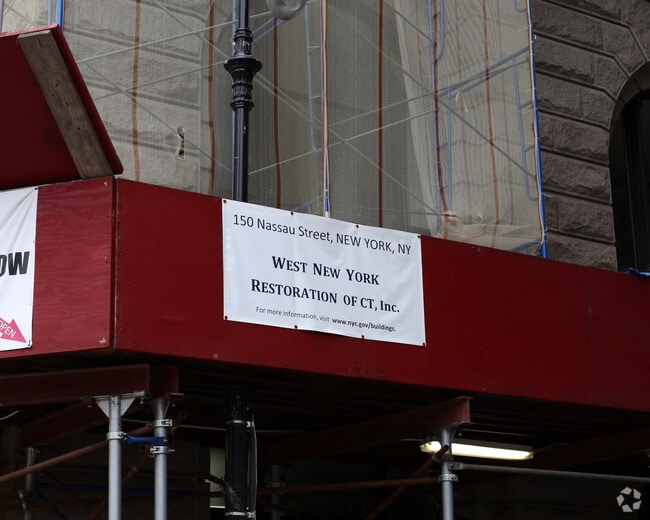 150 Nassau Street, NEW YORK, NY
WEST NEW YORK
RESTORATION OF CT, Inc.
For more information, visit www.nyc.gov/buildings.
OW
OPEN